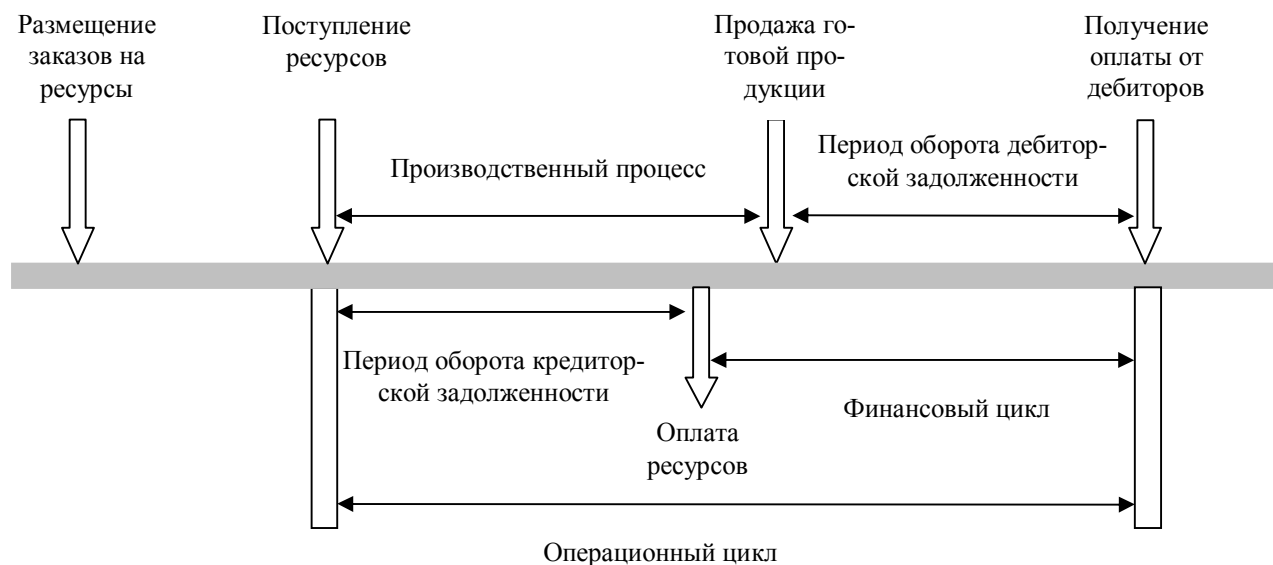 Размещение
заказов на
ресурсы
Поступление
ресурсов
Продажа го-
товой про-
дукции
Получение
оплаты от
дебиторов
Производственный процесс
Период оборота дебитор-
ской задолженности
Период оборота кредитор-
ской задолженности
Оплата
ресурсов
Финансовый цикл
Операционный цикл